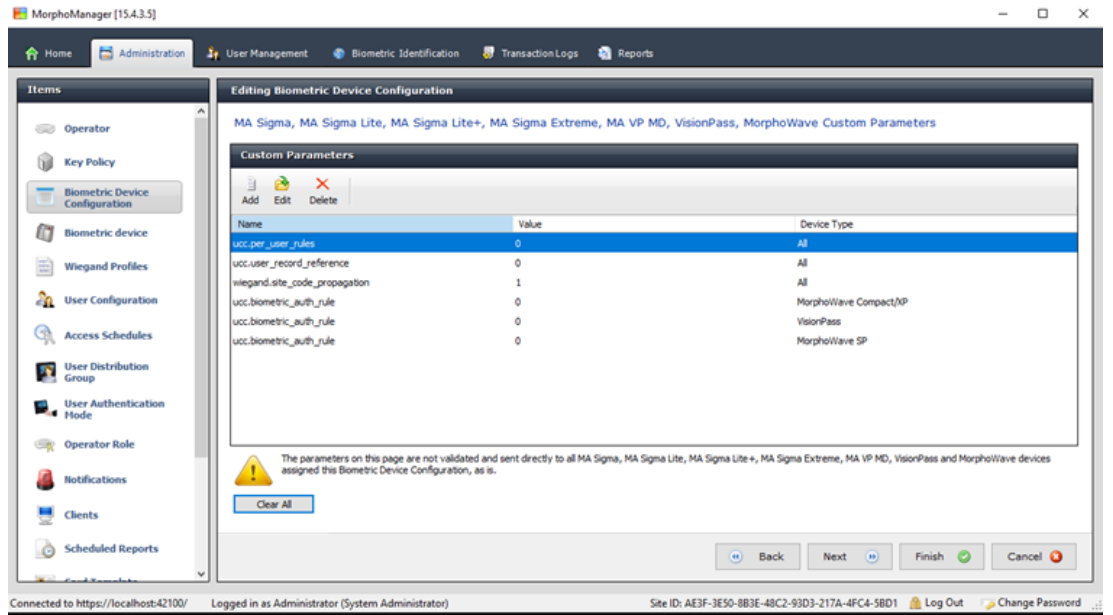 MorphoManager [15.4.3.5]
Home
Administration
User Management
Biometric Identification
Transaction Logs
Reports
Items
Operator
Key Policy
Biometric Device
Configuration
Biometric device
Wiegand Profiles
User Configuration
Access Schedules
User Distribution
Group
User Authentication
Mode
Operator Role
Notifications
Clients
Scheduled Reports
Editing Biometric Device Configuration
MA Sigma, MA Sigma Lite, MA Sigma Lite+, MA Sigma Extreme, MA VP MD, VisionPass, MorphoWave Custom Parameters
Custom Parameters
Add Edit Delete
Name Value Device Type
ucc.per_user_rules 0 All
ucc.user_record_reference 0 All
wiegand.site_code_propagation 1 All
ucc.biometric_auth_rule 0 MorphoWave Compact/XP
ucc.biometric_auth_rule 0 VisionPass
ucc.biometric_auth_rule 0 MorphoWave SP
The parameters on this page are not validated and sent directly to all MA Sigma, MA Sigma Lite, MA Sigma Lite+, MA Sigma Extreme, MA VP MD, VisionPass and MorphoWave devices
assigned this Biometric Device Configuration, as is.
Clear All
Back Next Finish Cancel
Connected to https://localhost:42100/ Logged in as Administrator (System Administrator) Site ID: AE3F-3E50-8B3E-48C2-93D3-217A-4FC4-5BD1 Log Out Change Password